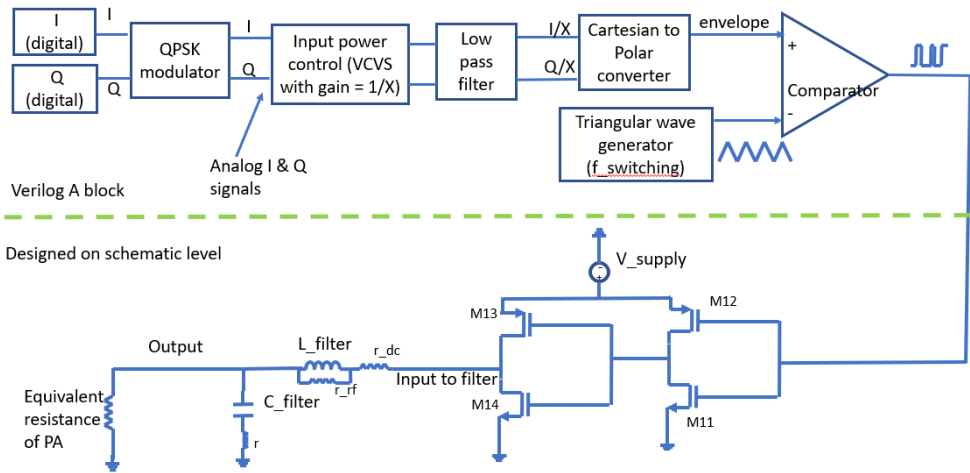 I
(digital)
I
Q
(digital)
Q
QPSK
modulator
I
Q
Input power
control (VCVS
with gain = 1/X)
Low
pass
filter
I/X
Q/X
Cartesian to
Polar
converter
envelope
+
Comparator
-
Triangular wave
generator
(f_switching)
Analog I & Q
signals
Verilog A block
Designed on schematic level
V_supply
-
+
M13
M12
Output
L_filter
r_dc
r_rf
Input to filter
C_filter
r
Equivalent
resistance
of PA
M14
M11